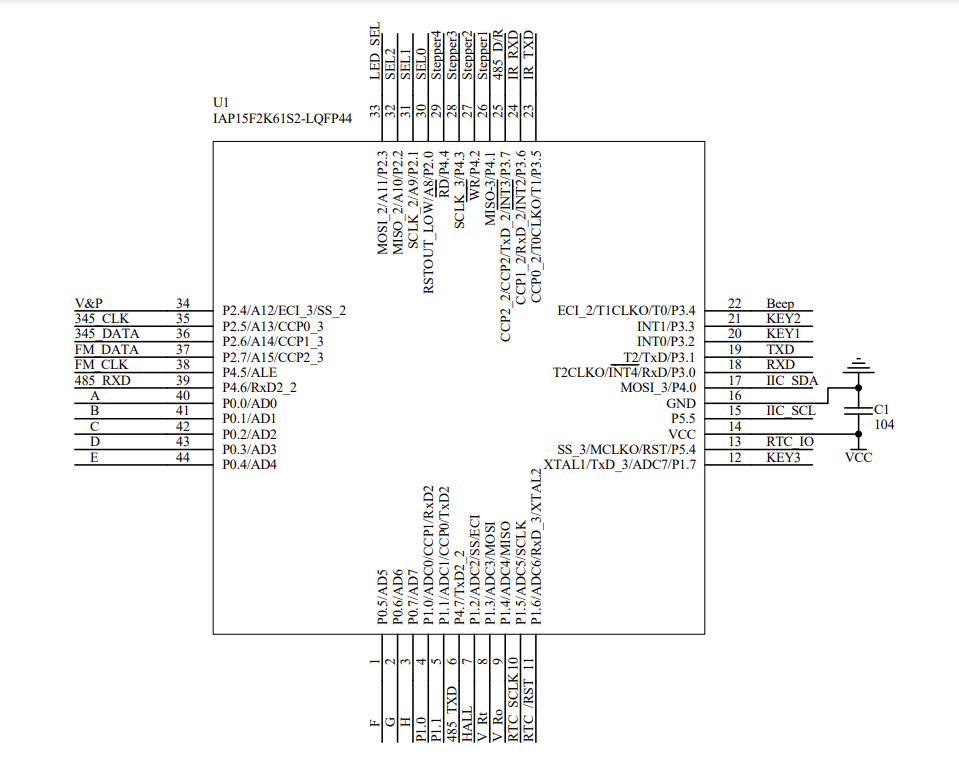 LED_SEL
SEL2
SEL1
SEL0
Stepper4
Stepper3
Stepper2
Stepper1
485_D/R
IR_RXD
IR_TXD
33
32
31
30
29
28
27
26
25
24
23
U1
IAP15F2K61S2-LQFP44
MOSI_2/A11/P2.3
MISO_2/A10/P2.2
SCLK_2/A9/P2.1
RSTOUT_LOW/A8/P2.0
RD/P4.4
SCLK_3/P4.3
WR/P4.2
MISO-3/P4.1
CCP2_2/CCP2/TxD_2/INT3/P3.7
CCP1_2/RxD_2/INT2/P3.6
CCP0_2/T0CLKO/T1/P3.5
V&P 34 P2.4/A12/ECI_3/SS_2
345_CLK 35 P2.5/A13/CCP0_3
345_DATA 36 P2.6/A14/CCP1_3
FM_DATA 37 P2.7/A15/CCP2_3
FM_CLK 38 P4.5/ALE
485_RXD 39 P4.6/RxD2_2
A 40 P0.0/AD0
B 41 P0.1/AD1
C 42 P0.2/AD2
D 43 P0.3/AD3
E 44 P0.4/AD4
ECI_2/T1CLKO/T0/P3.4 22 Beep
INT1/P3.3 21 KEY2
INT0/P3.2 20 KEY1
T2/TxD/P3.1 19 TXD
T2CLKO/INT4/RxD/P3.0 18 RXD
MOSI_3/P4.0 17 IIC_SDA
GND 16
P5.5 15 IIC_SCL
VCC 14
SS_3/MCLKO/RST/P5.4 13 RTC_IO
XTAL1/TxD_3/ADC7/P1.7 12 KEY3
C1
104
VCC
P0.5/AD5
P0.6/AD6
P0.7/AD7
P1.0/ADC0/CCP1/RxD2
P1.1/ADC1/CCP0/TxD2
P4.7/TxD2_2
P1.2/ADC2/SS/ECI
P1.3/ADC3/MOSI
P1.4/ADC4/MISO
P1.5/ADC5/SCLK
P1.6/ADC6/RxD_3/XTAL2
1
2
3
4
5
6
7
8
9
10
11
F
G
H
P1.0
P1.1
485_TXD
HALL
V_Rt
V_Ro
RTC_SCLK
RTC_/RST